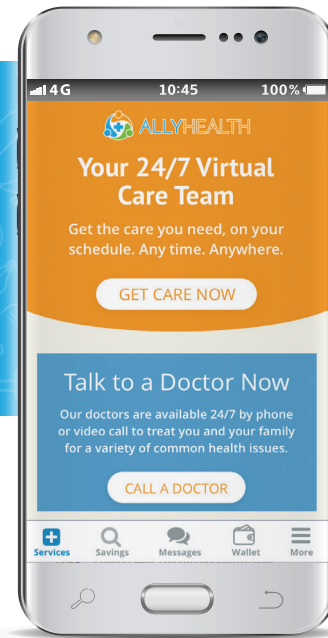 4G 10:45 100%
ALLYHEALTH
Your 24/7 Virtual
Care Team
Get the care you need, on your
schedule. Any time. Anywhere.
GET CARE NOW
Talk to a Doctor Now
Our doctors are available 24/7 by phone
or video call to treat you and your family
for a variety of common health issues.
CALL A DOCTOR
Services Savings Messages Wallet More